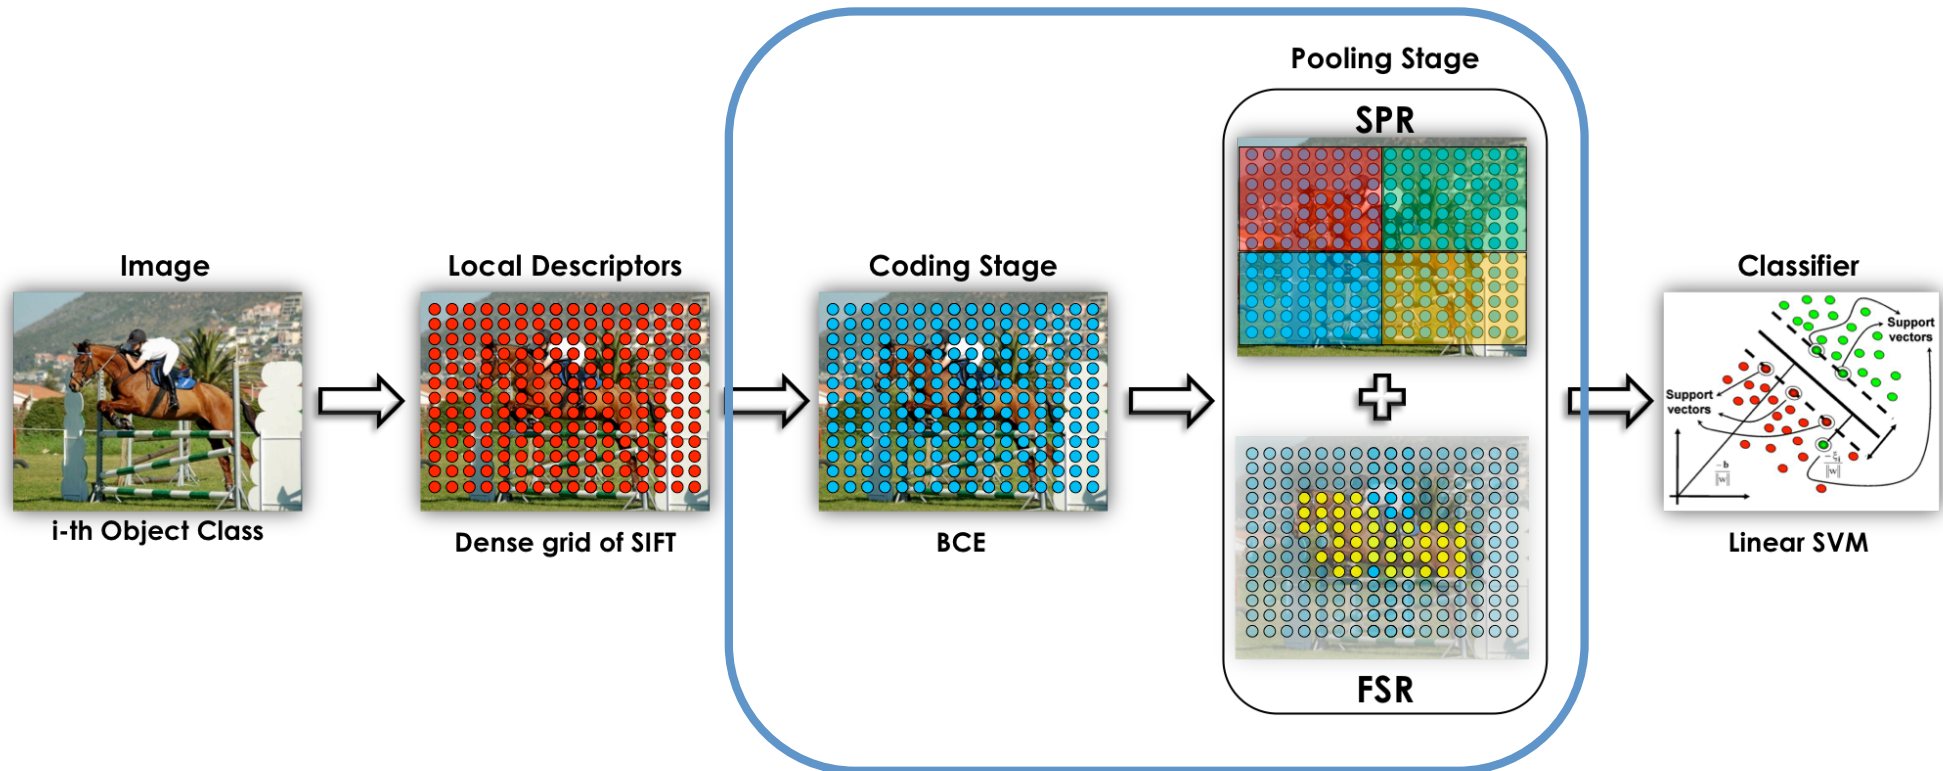 Image
i-th Object Class
Local Descriptors
Dense grid of SIFT
Coding Stage
BCE
Pooling Stage
SPR
FSR
Classifier
Support
vectors
Support
vectors
-b
||w||
-ξi
||w||
Linear SVM